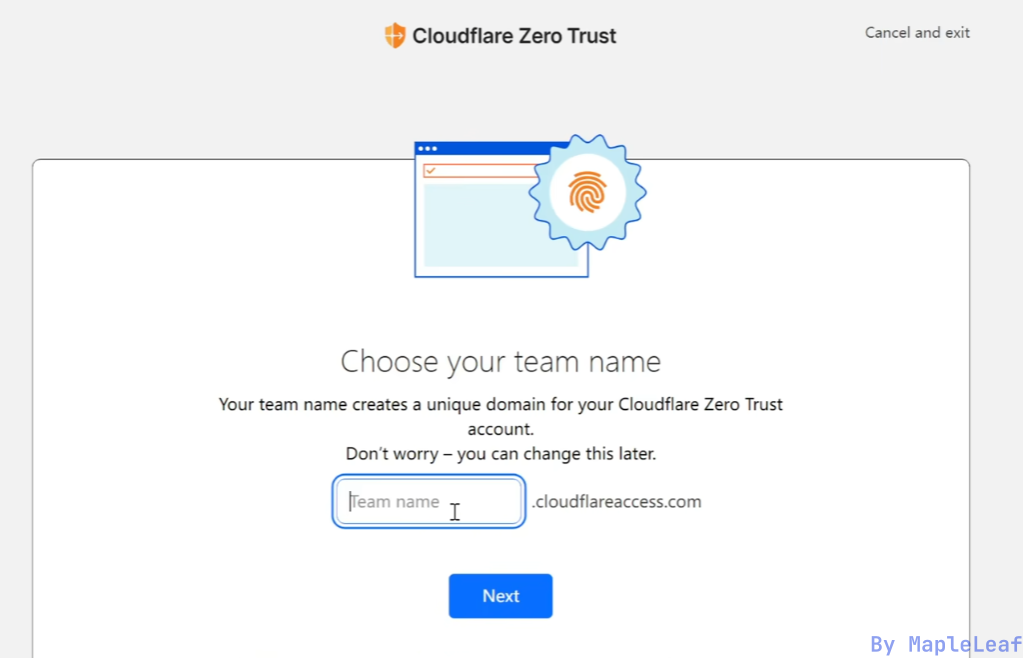 Cloudflare Zero Trust
Cancel and exit
Choose your team name
Your team name creates a unique domain for your Cloudflare Zero Trust
account.
Don't worry – you can change this later.
Team name .cloudflareaccess.com
Next
By MapleLeaf